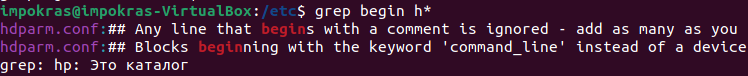 impokras@impokras-VirtualBox:/etc$ grep begin h*
hdparm.conf:## Any line that begins with a comment is ignored - add as many as you
hdparm.conf:## Blocks beginning with the keyword 'command_line' instead of a device
grep: hp: Это каталог